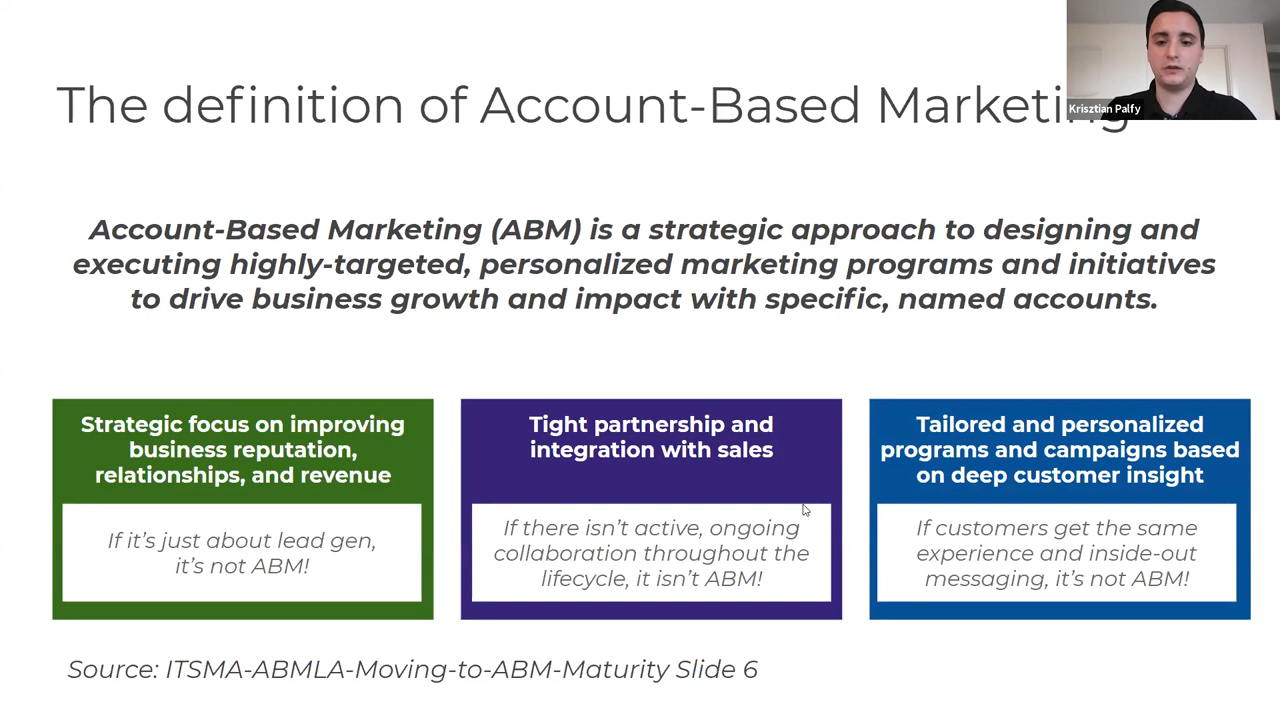 The definition of Account-Based Marketing
Krisztian Palfy
Account-Based Marketing (ABM) is a strategic approach to designing and
executing highly-targeted, personalized marketing programs and initiatives
to drive business growth and impact with specific, named accounts.
Strategic focus on improving
business reputation,
relationships, and revenue
If it's just about lead gen,
it's not ABM!
Tight partnership and
integration with sales
If there isn't active, ongoing
collaboration throughout the
lifecycle, it isn't ABM!
Tailored and personalized
programs and campaigns based
on deep customer insight
If customers get the same
experience and inside-out
messaging, it's not ABM!
Source: ITSMA-ABMLA-Moving-to-ABM-Maturity Slide 6